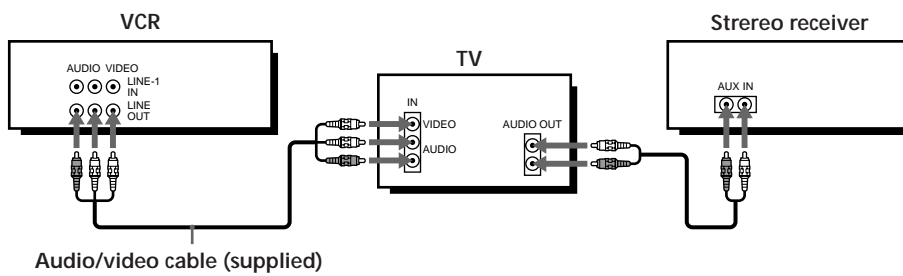 VCR
Strereo receiver
TV
AUDIO VIDEO
LINE-1
IN
LINE
OUT
IN
VIDEO
AUDIO
AUDIO OUT
AUX IN
Audio/video cable (supplied)